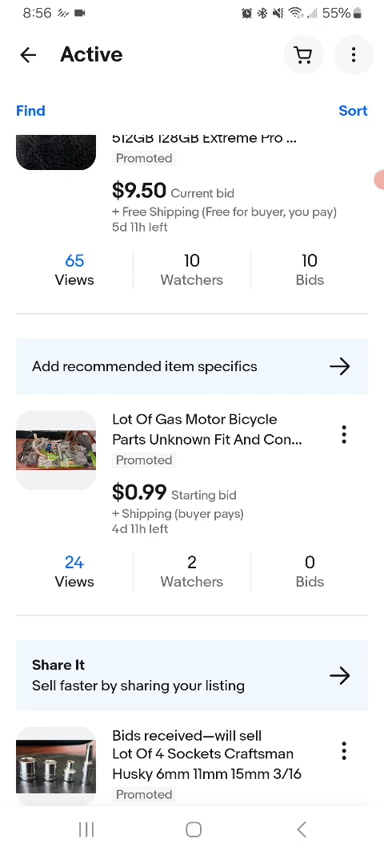 8:56
55%
Active
Find
Sort
512GB 128GB Extreme Pro ...
Promoted
$9.50 Current bid
+ Free Shipping (Free for buyer, you pay)
5d 11h left
65
Views
10
Watchers
10
Bids
Add recommended item specifics
Lot Of Gas Motor Bicycle
Parts Unknown Fit And Con...
Promoted
$0.99 Starting bid
+ Shipping (buyer pays)
4d 11h left
24
Views
2
Watchers
0
Bids
Share It
Sell faster by sharing your listing
Bids received—will sell
Lot Of 4 Sockets Craftsman
Husky 6mm 11mm 15mm 3/16
Promoted